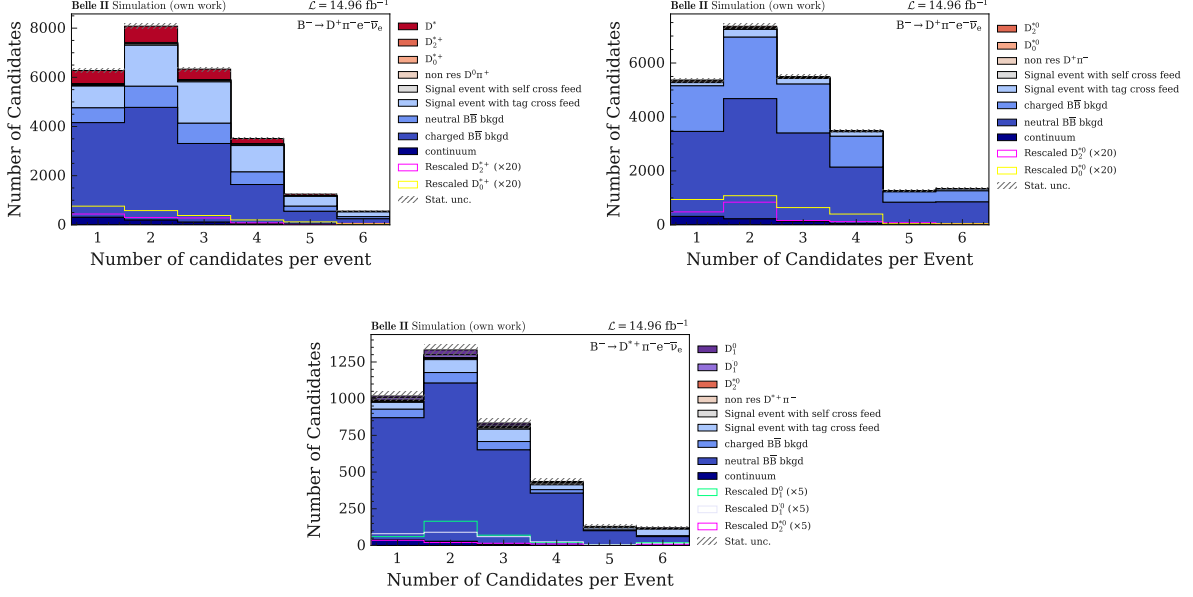 Belle II Simulation (own work) ℒ = 14.96 fb⁻¹
B⁻ → D⁺π⁻e⁻ν̅ₑ
Number of Candidates
8000
6000
4000
2000
0
1 2 3 4 5 6
Number of candidates per event
D*
D₂*⁺
D₀*⁺
non res D⁰π⁺
Signal event with self cross feed
Signal event with tag cross feed
neutral BB̅ bkgd
charged BB̅ bkgd
continuum
Rescaled D₂*⁺ (×20)
Rescaled D₀*⁺ (×20)
Stat. unc.
Belle II Simulation (own work) ℒ = 14.96 fb⁻¹
B⁻ → D⁺π⁻e⁻ν̅ₑ
Number of Candidates
6000
4000
2000
0
1 2 3 4 5 6
Number of Candidates per Event
D₂*⁰
D₀*⁰
non res D⁺π⁻
Signal event with self cross feed
Signal event with tag cross feed
charged BB̅ bkgd
neutral BB̅ bkgd
continuum
Rescaled D₂*⁰ (×20)
Rescaled D₀*⁰ (×20)
Stat. unc.
Belle II Simulation (own work) ℒ = 14.96 fb⁻¹
B⁻ → D*⁺π⁻e⁻ν̅ₑ
Number of Candidates
1250
1000
750
500
250
0
1 2 3 4 5 6
Number of Candidates per Event
D₁⁰
D₁′⁰
D₂*⁰
non res D*⁺π⁻
Signal event with self cross feed
Signal event with tag cross feed
charged BB̅ bkgd
neutral BB̅ bkgd
continuum
Rescaled D₁⁰ (×5)
Rescaled D₁′⁰ (×5)
Rescaled D₂*⁰ (×5)
Stat. unc.